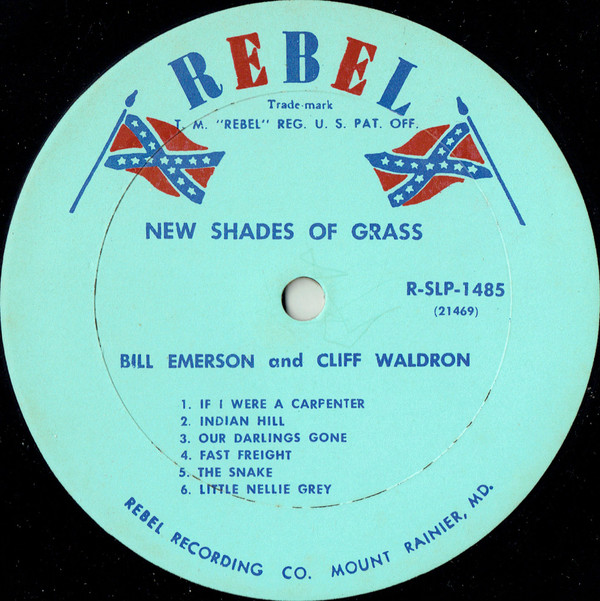 REBEL
Trade-mark
T. M. "REBEL" REG. U. S. PAT. OFF.
NEW SHADES OF GRASS
R-SLP-1485
(21469)
BILL EMERSON and CLIFF WALDRON
1. IF I WERE A CARPENTER
2. INDIAN HILL
3. OUR DARLINGS GONE
4. FAST FREIGHT
5. THE SNAKE
6. LITTLE NELLIE GREY
REBEL RECORDING CO. MOUNT RAINIER, MD.